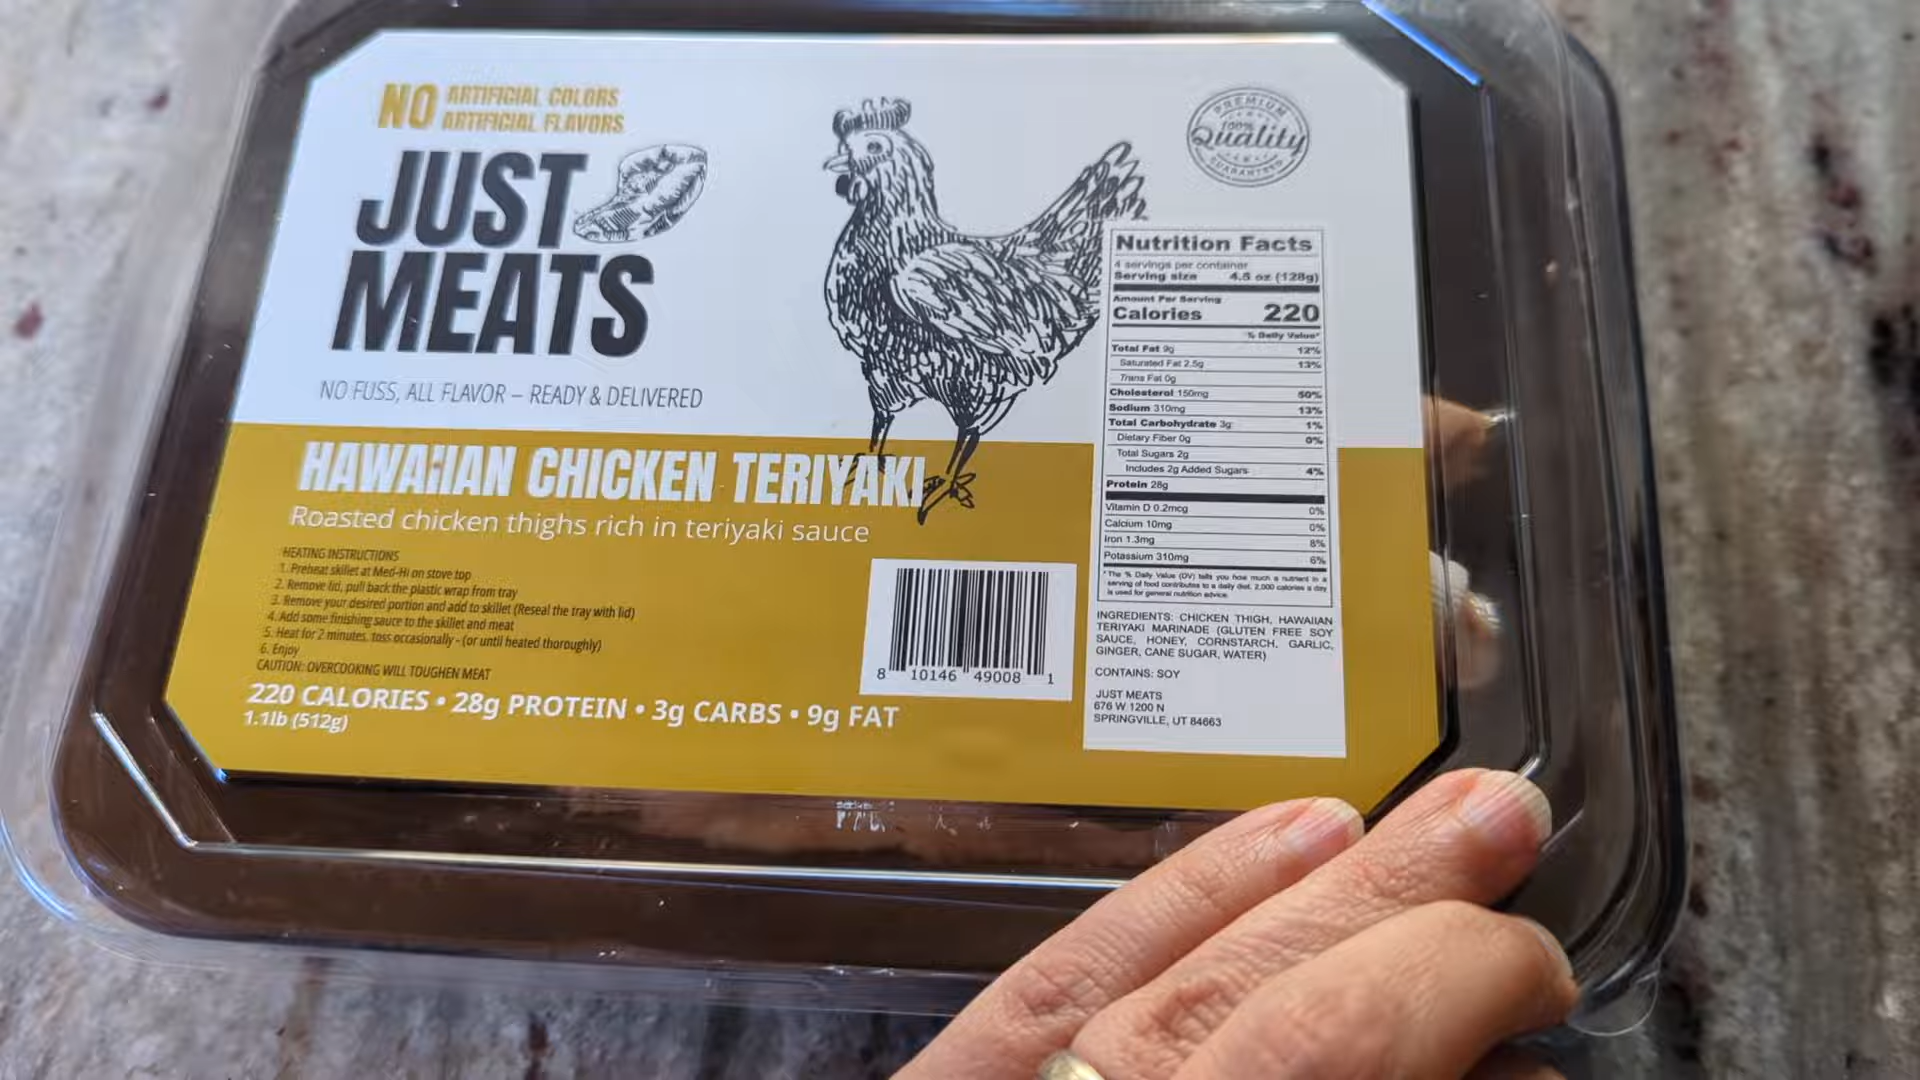 NO ARTIFICIAL COLORS
ARTIFICIAL FLAVORS
JUST
MEATS
NO FUSS, ALL FLAVOR – READY & DELIVERED
PREMIUM
100%
Quality
GUARANTEED
HAWAIIAN CHICKEN TERIYAKI
Roasted chicken thighs rich in teriyaki sauce
HEATING INSTRUCTIONS
1. Preheat skillet at Med-Hi on stove top
2. Remove lid, pull back the plastic wrap from tray
3. Remove your desired portion and add to skillet (Reseal the tray with lid)
4. Add some finishing sauce to the skillet and meat
5. Heat for 2 minutes, toss occasionally - (or until heated thoroughly)
6. Enjoy
CAUTION: OVERCOOKING WILL TOUGHEN MEAT
220 CALORIES • 28g PROTEIN • 3g CARBS • 9g FAT
1.1lb (512g)
8 10146 49008 1
Nutrition Facts
4 servings per container
Serving size 4.5 oz (128g)
Amount Per Serving
Calories 220
% Daily Value*
Total Fat 9g 12%
Saturated Fat 2.5g 13%
Trans Fat 0g
Cholesterol 150mg 50%
Sodium 310mg 13%
Total Carbohydrate 3g 1%
Dietary Fiber 0g 0%
Total Sugars 2g
Includes 2g Added Sugars 4%
Protein 28g
Vitamin D 0.2mcg 0%
Calcium 10mg 0%
Iron 1.3mg 8%
Potassium 310mg 6%
* The % Daily Value (DV) tells you how much a nutrient in a
serving of food contributes to a daily diet. 2,000 calories a day
is used for general nutrition advice.
INGREDIENTS: CHICKEN THIGH, HAWAIIAN
TERIYAKI MARINADE (GLUTEN FREE SOY
SAUCE, HONEY, CORNSTARCH, GARLIC,
GINGER, CANE SUGAR, WATER)
CONTAINS: SOY
JUST MEATS
676 W 1200 N
SPRINGVILLE, UT 84663